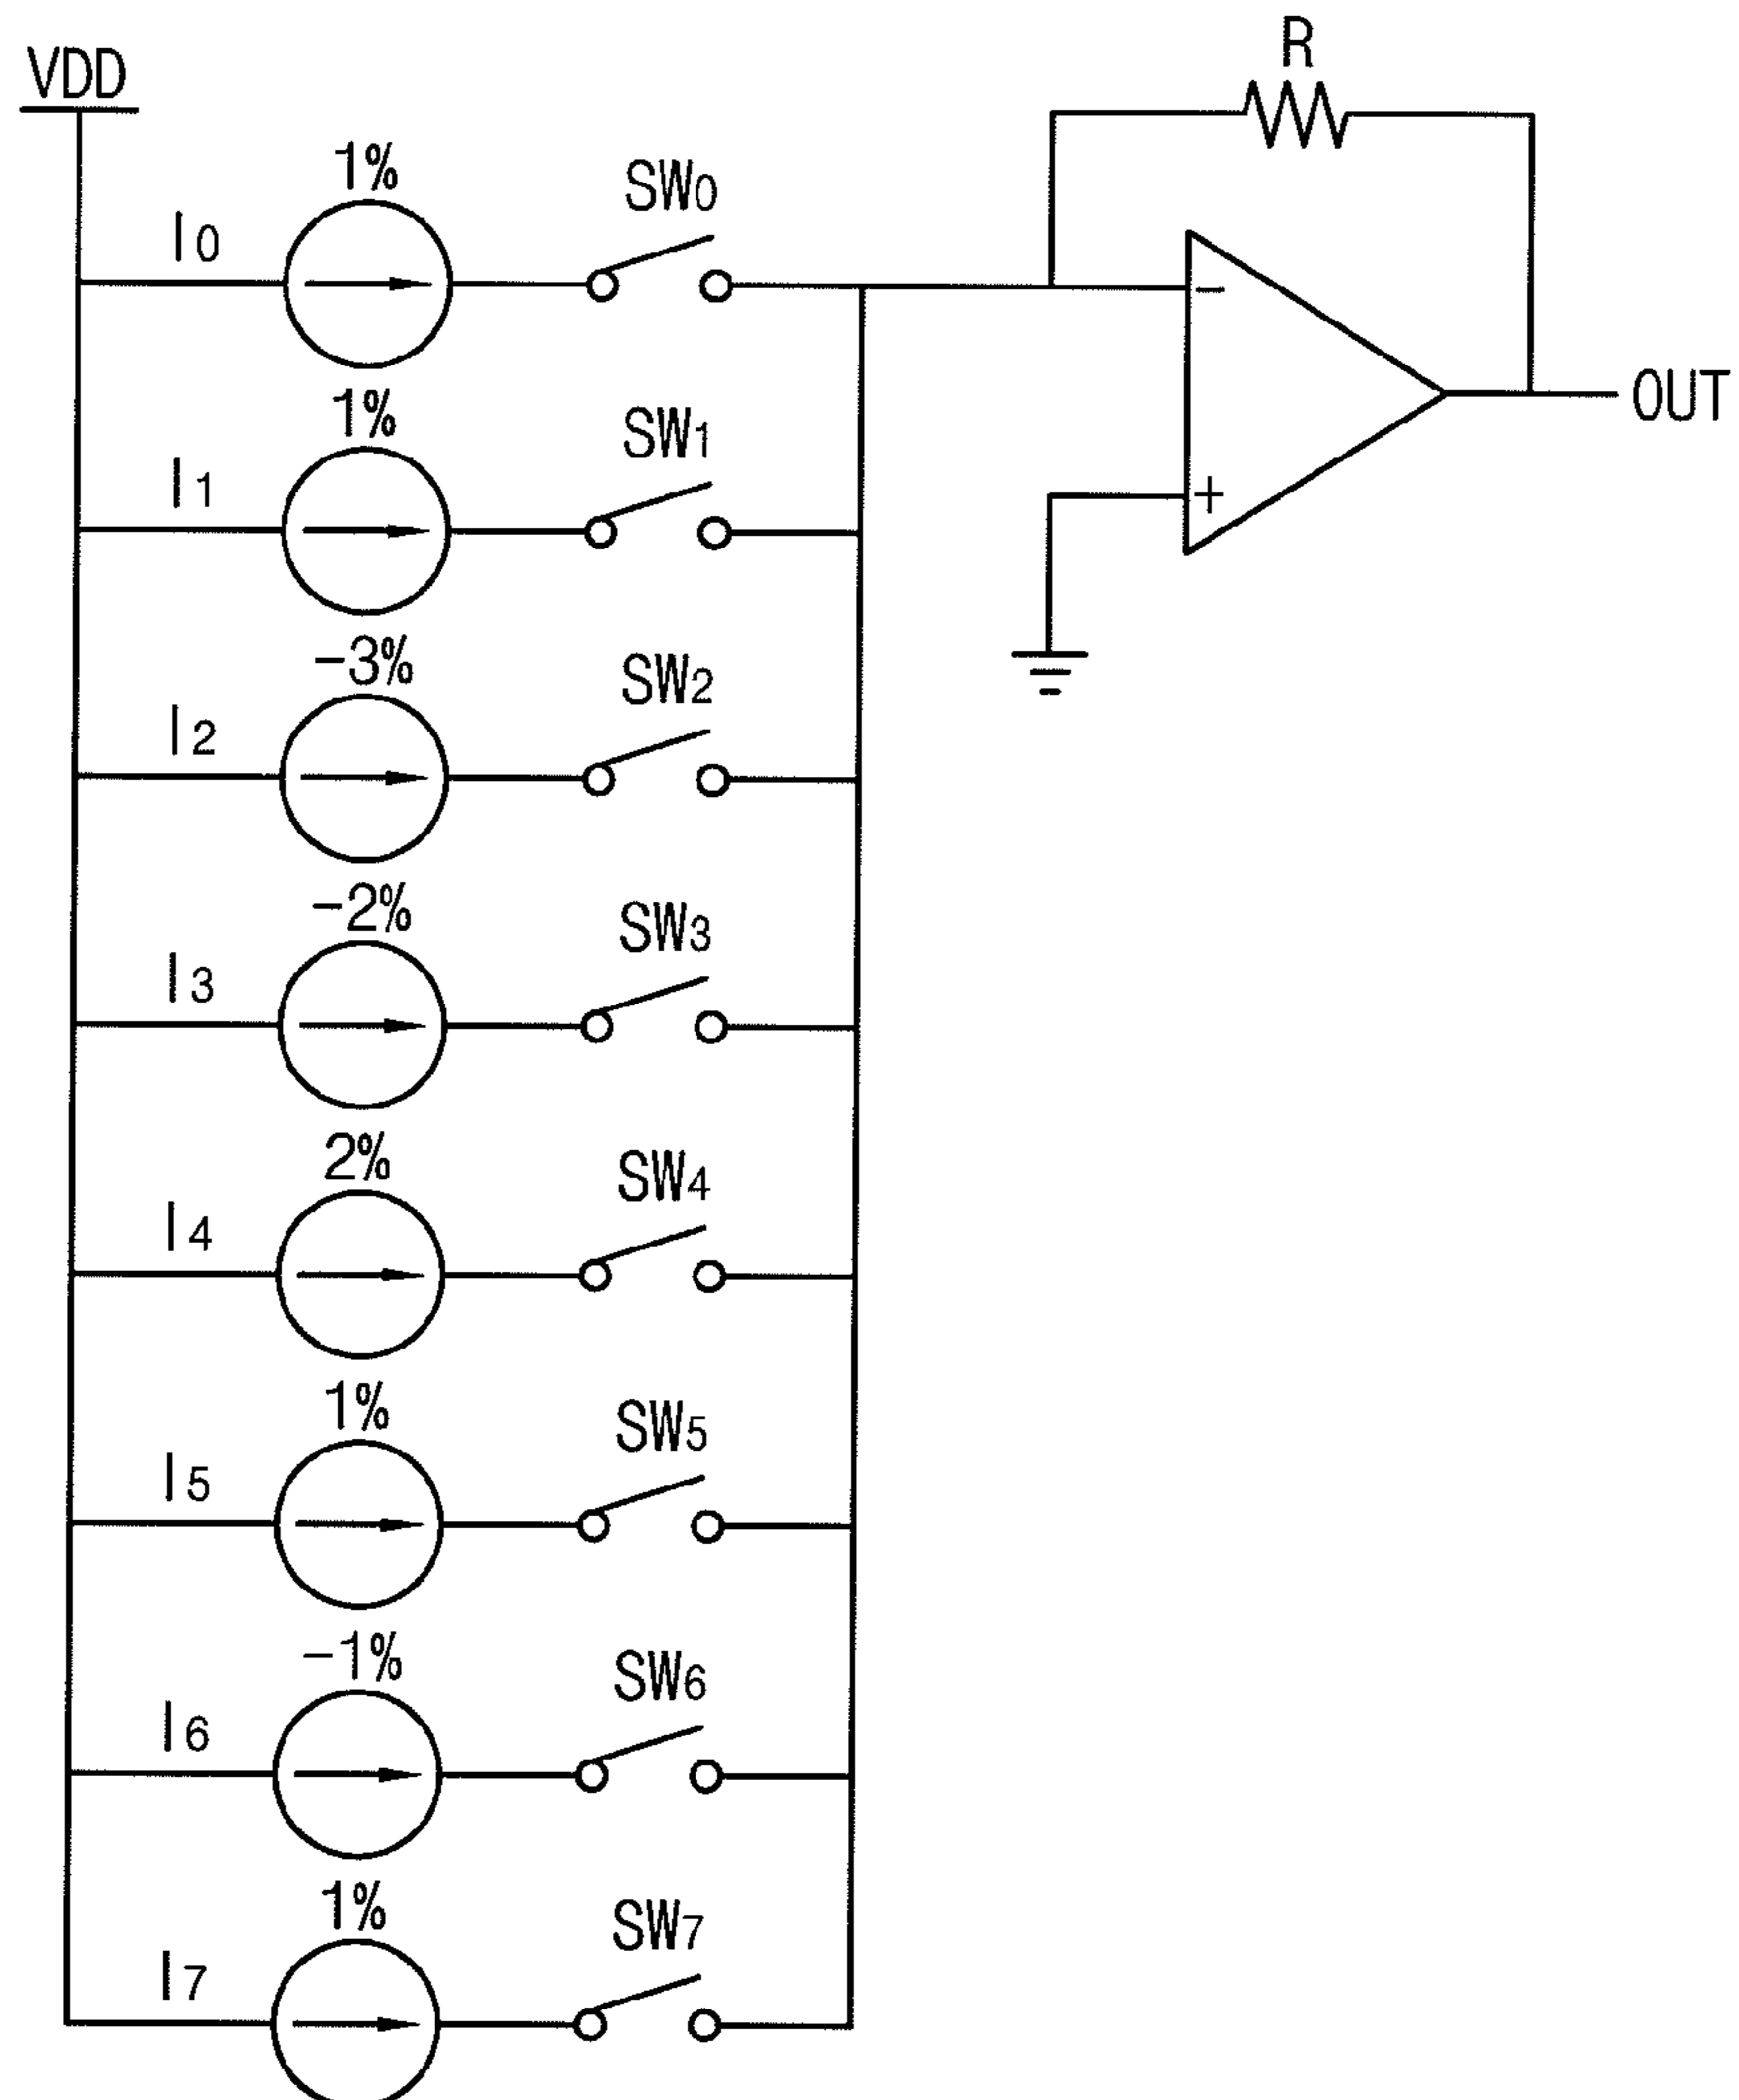 R
VDD
1%
SW0
I0
-
OUT
1%
SW1
I1
+
-3%
SW2
I2
-2%
SW3
I3
2%
SW4
I4
1%
SW5
I5
-1%
SW6
I6
1%
SW7
I7